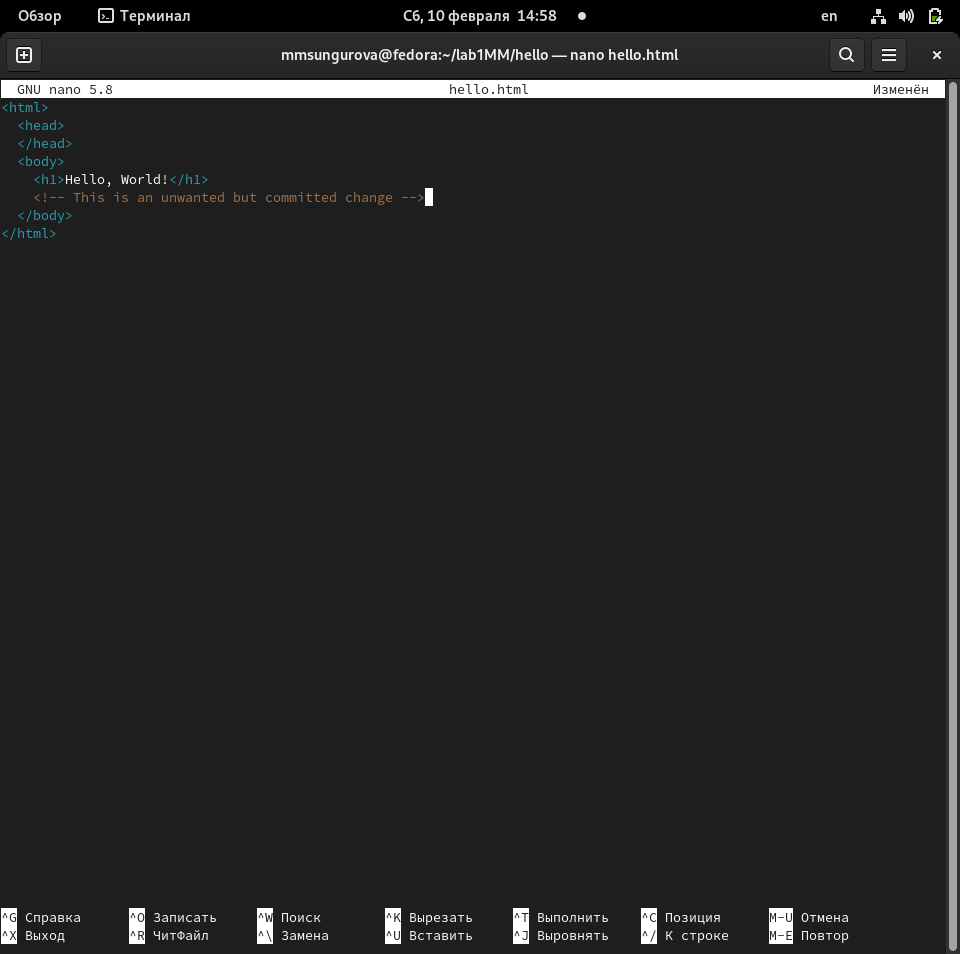 Обзор Терминал Сб, 10 февраля 14:58 en
mmsungurova@fedora:~/lab1MM/hello — nano hello.html
GNU nano 5.8 hello.html Изменён
<html>
  <head>
  </head>
  <body>
    <h1>Hello, World!</h1>
    <!-- This is an unwanted but committed change -->
  </body>
</html>
^G Справка ^O Записать ^W Поиск ^K Вырезать ^T Выполнить ^C Позиция M-U Отмена
^X Выход ^R ЧитФайл ^\ Замена ^U Вставить ^J Выровнять ^/ К строке M-E Повтор